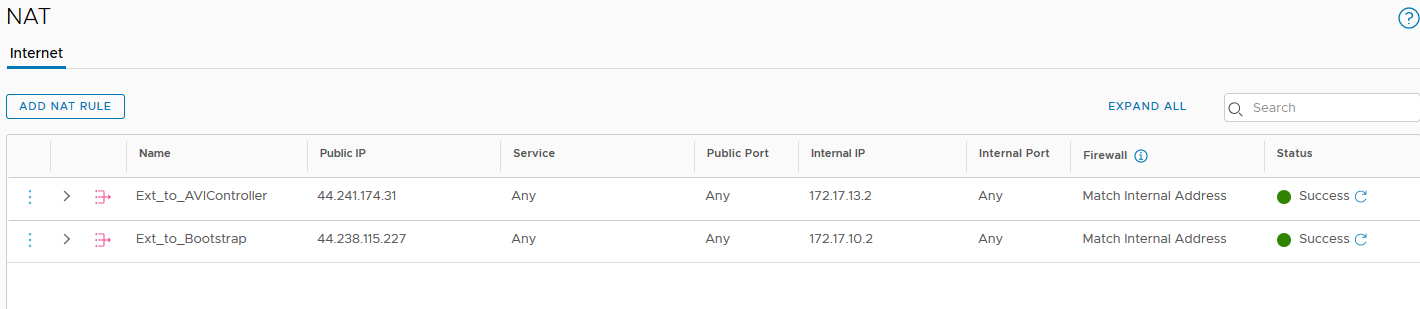 NAT
?
Internet
ADD NAT RULE EXPAND ALL Search
Name Public IP Service Public Port Internal IP Internal Port Firewall Status
Ext_to_AVIController 44.241.174.31 Any Any 172.17.13.2 Any Match Internal Address Success
Ext_to_Bootstrap 44.238.115.227 Any Any 172.17.10.2 Any Match Internal Address Success